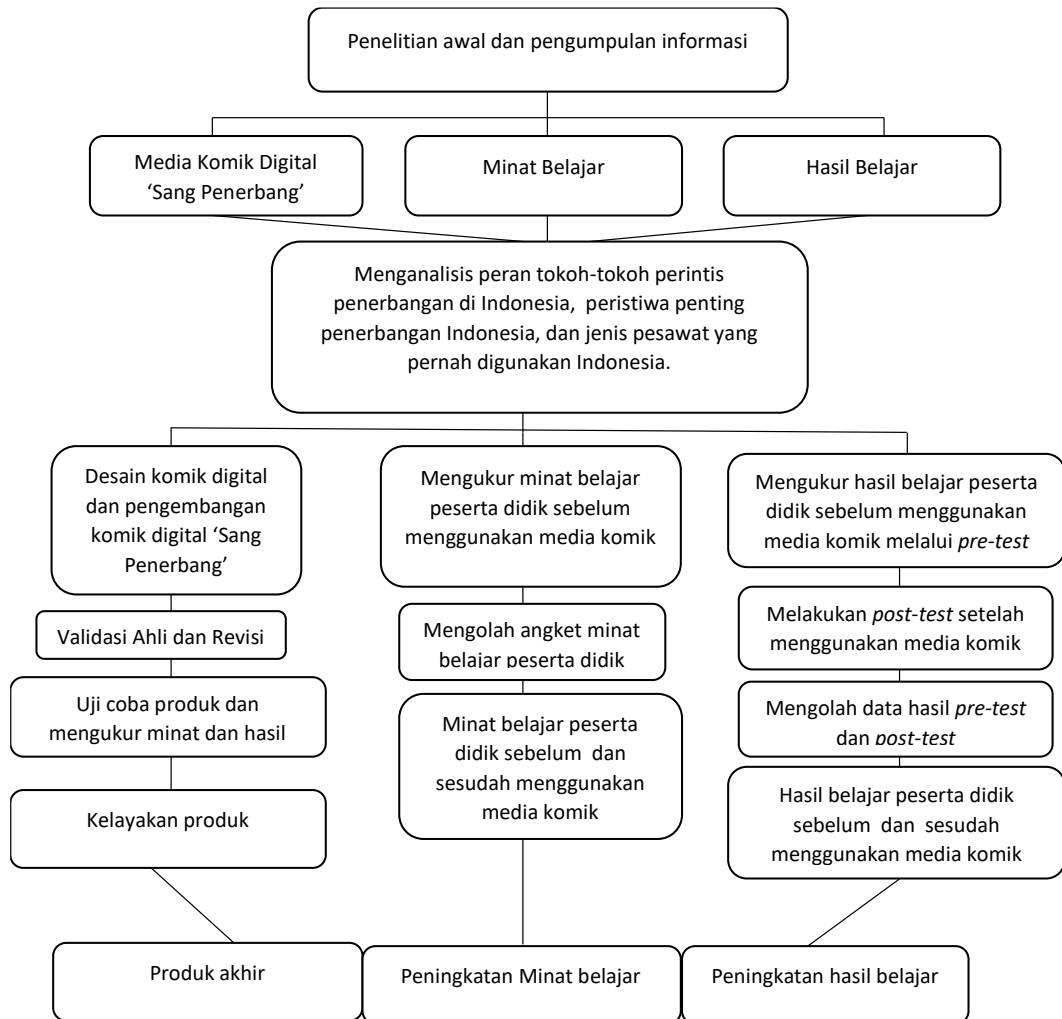 Penelitian awal dan pengumpulan informasi
Media Komik Digital
‘Sang Penerbang’
Minat Belajar
Hasil Belajar
Menganalisis peran tokoh-tokoh perintis
penerbangan di Indonesia, peristiwa penting
penerbangan Indonesia, dan jenis pesawat yang
pernah digunakan Indonesia.
Desain komik digital
dan pengembangan
komik digital ‘Sang
Penerbang’
Validasi Ahli dan Revisi
Uji coba produk dan
mengukur minat dan hasil
Kelayakan produk
Produk akhir
Mengukur minat belajar
peserta didik sebelum
menggunakan media komik
Mengolah angket minat
belajar peserta didik
Minat belajar peserta
didik sebelum dan
sesudah menggunakan
media komik
Peningkatan Minat belajar
Mengukur hasil belajar peserta
didik sebelum menggunakan
media komik melalui pre-test
Melakukan post-test setelah
menggunakan media komik
Mengolah data hasil pre-test
dan post-test
Hasil belajar peserta didik
sebelum dan sesudah
menggunakan media komik
Peningkatan hasil belajar